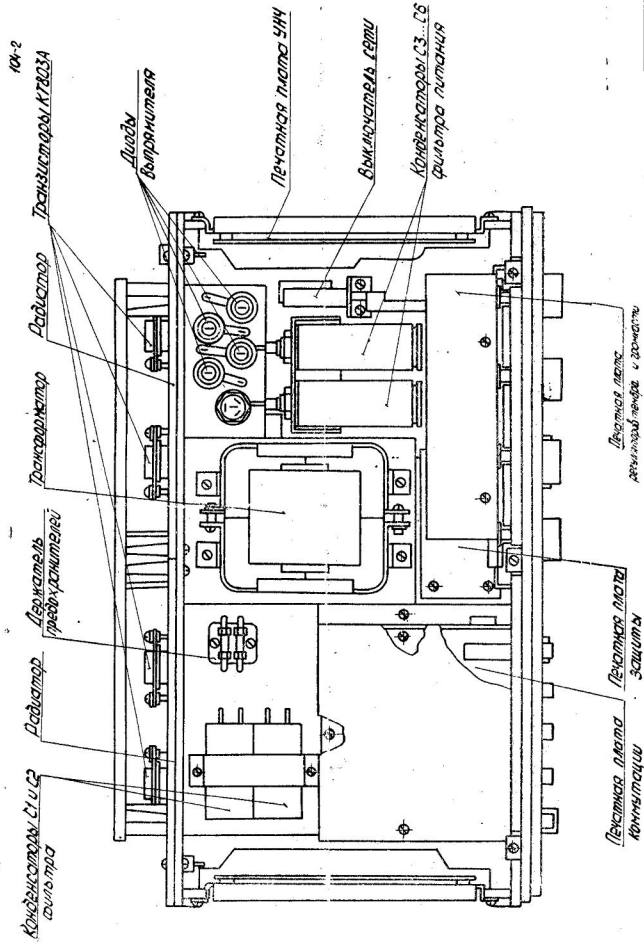 104-2
Конденсаторы С1 и С2
фильтра
Радиатор
Держатель
предохранителей
Трансформатор
Радиатор
Транзисторы КТ803А
Диоды
выпрямителя
Печатная плата УНЧ
Выключатель сети
Конденсаторы С3...С6
фильтра питания
Печатная плата
коммутации
Печатная плата
защиты
Печатная плата
регуляторов тембра и громкости